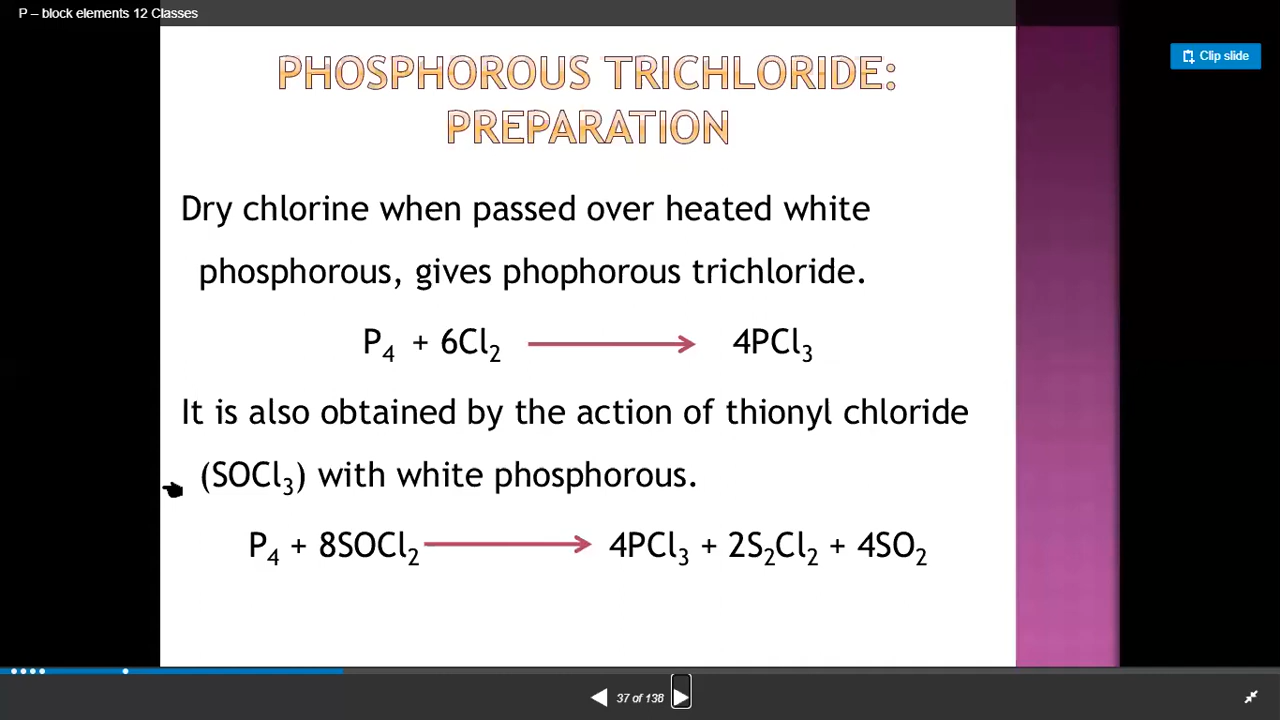 P – block elements 12 Classes
Clip slide
PHOSPHOROUS TRICHLORIDE:
PREPARATION
Dry chlorine when passed over heated white
phosphorous, gives phophorous trichloride.
P₄ + 6Cl₂ ⟶ 4PCl₃
It is also obtained by the action of thionyl chloride
(SOCl₃) with white phosphorous.
P₄ + 8SOCl₂ ⟶ 4PCl₃ + 2S₂Cl₂ + 4SO₂
37 of 138